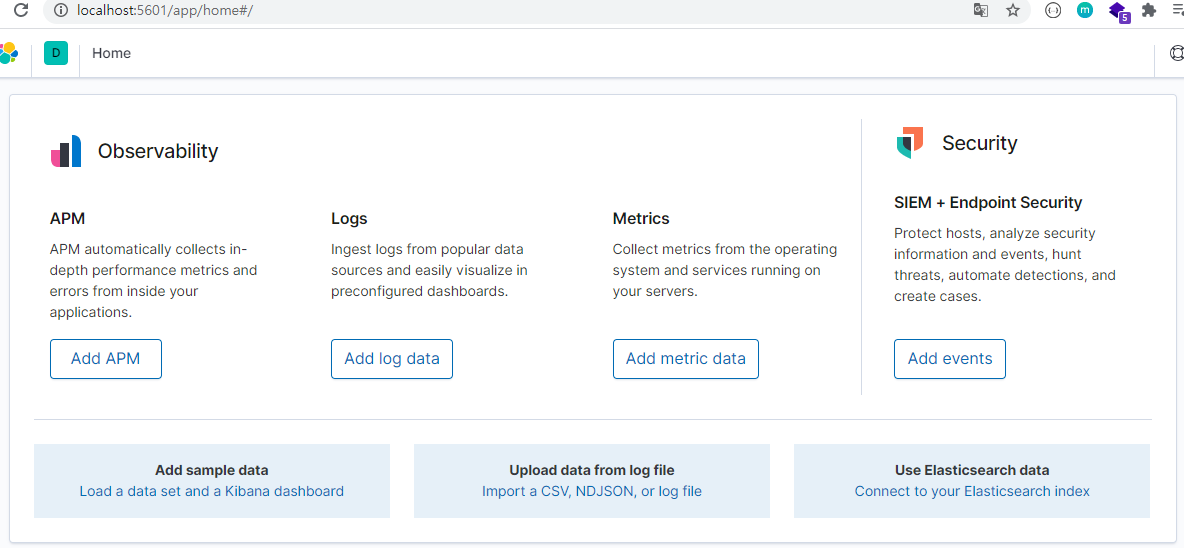 localhost:5601/app/home#/
m
5
D
Home
Observability
Security
APM
APM automatically collects in-
depth performance metrics and
errors from inside your
applications.
Add APM
Logs
Ingest logs from popular data
sources and easily visualize in
preconfigured dashboards.
Add log data
Metrics
Collect metrics from the operating
system and services running on
your servers.
Add metric data
SIEM + Endpoint Security
Protect hosts, analyze security
information and events, hunt
threats, automate detections, and
create cases.
Add events
Add sample data
Load a data set and a Kibana dashboard
Upload data from log file
Import a CSV, NDJSON, or log file
Use Elasticsearch data
Connect to your Elasticsearch index